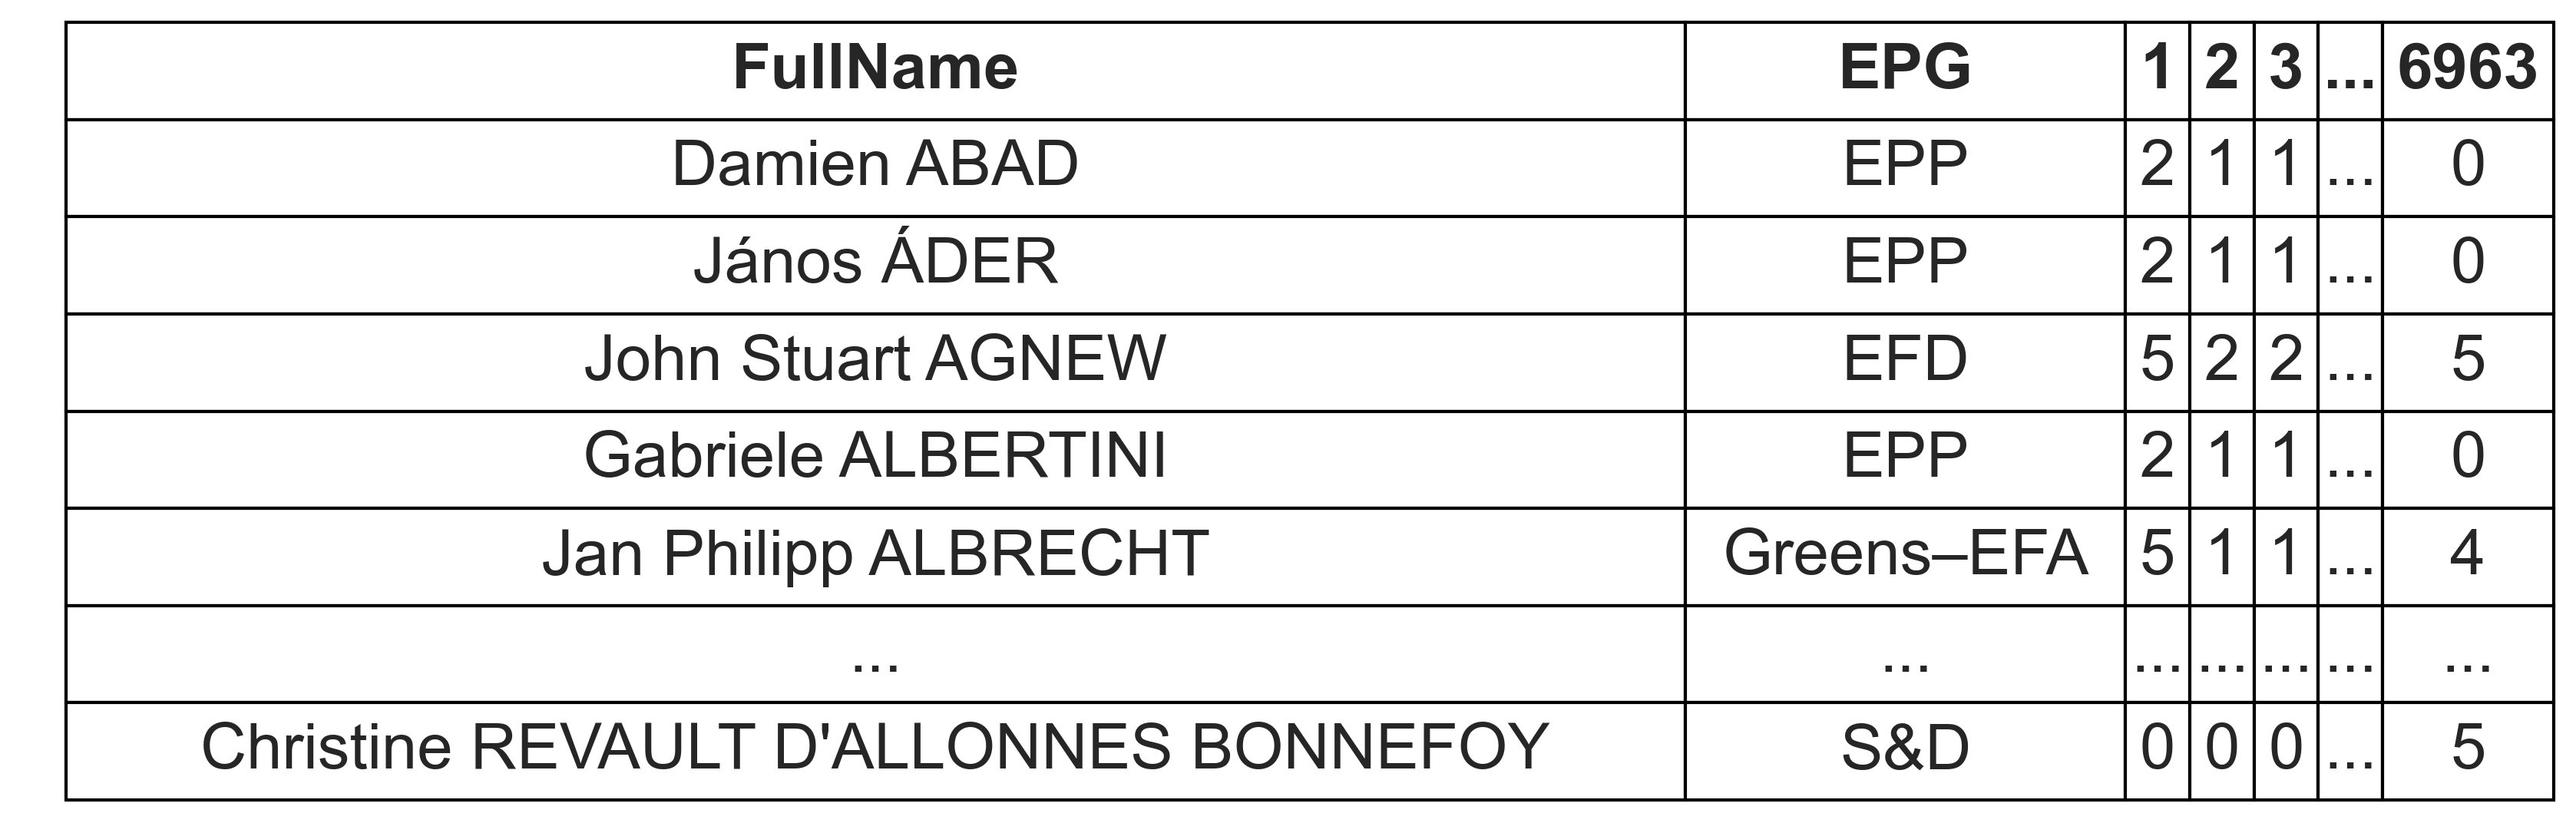 FullName EPG 1 2 3 ... 6963
Damien ABAD EPP 2 1 1 ... 0
János ÁDER EPP 2 1 1 ... 0
John Stuart AGNEW EFD 5 2 2 ... 5
Gabriele ALBERTINI EPP 2 1 1 ... 0
Jan Philipp ALBRECHT Greens–EFA 5 1 1 ... 4
... ... ... ... ... ... ...
Christine REVAULT D'ALLONNES BONNEFOY S&D 0 0 0 ... 5